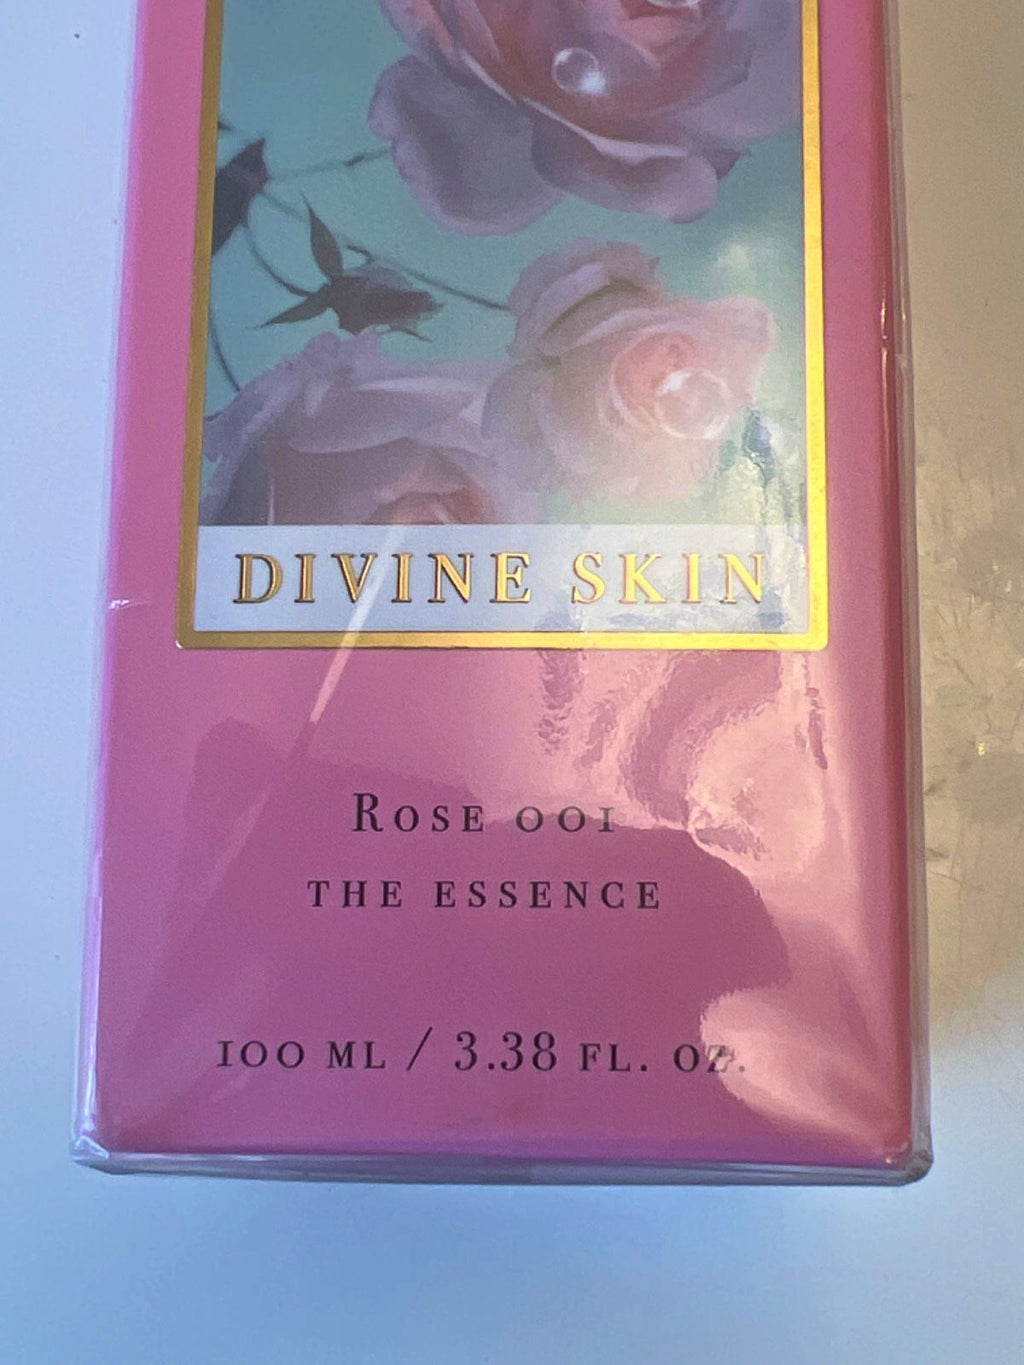 DIVINE SKIN
ROSE 001
THE ESSENCE
100 ML / 3.38 FL. OZ.